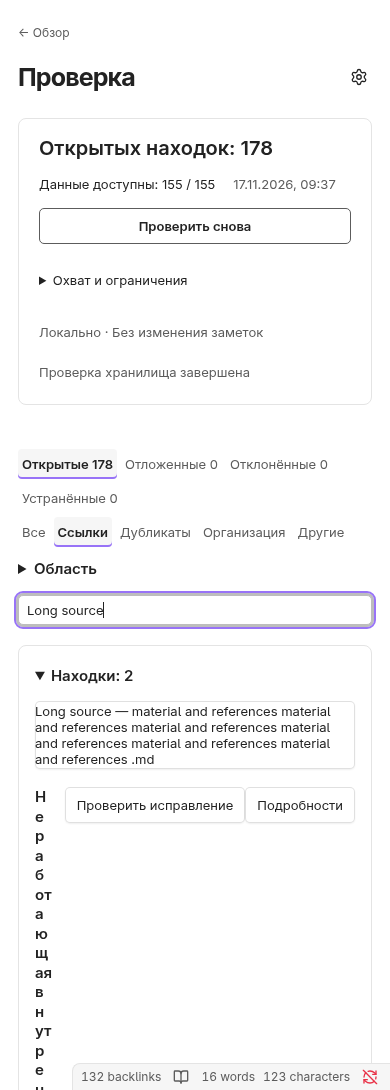 ← Обзор
Проверка
Открытых находок: 178
Данные доступны: 155 / 155 17.11.2026, 09:37
Проверить снова
Охват и ограничения
Локально · Без изменения заметок
Проверка хранилища завершена
Открытые 178 Отложенные 0 Отклонённые 0
Устранённые 0
Все Ссылки Дубликаты Организация Другие
Область
Long source
Находки: 2
Long source — material and references material
and references material and references material
and references material and references material
and references .md
Проверить исправление Подробности
Н
е
р
а
б
от
а
ю
щ
ая
в
н
ут
р
е
н
132 backlinks 16 words 123 characters